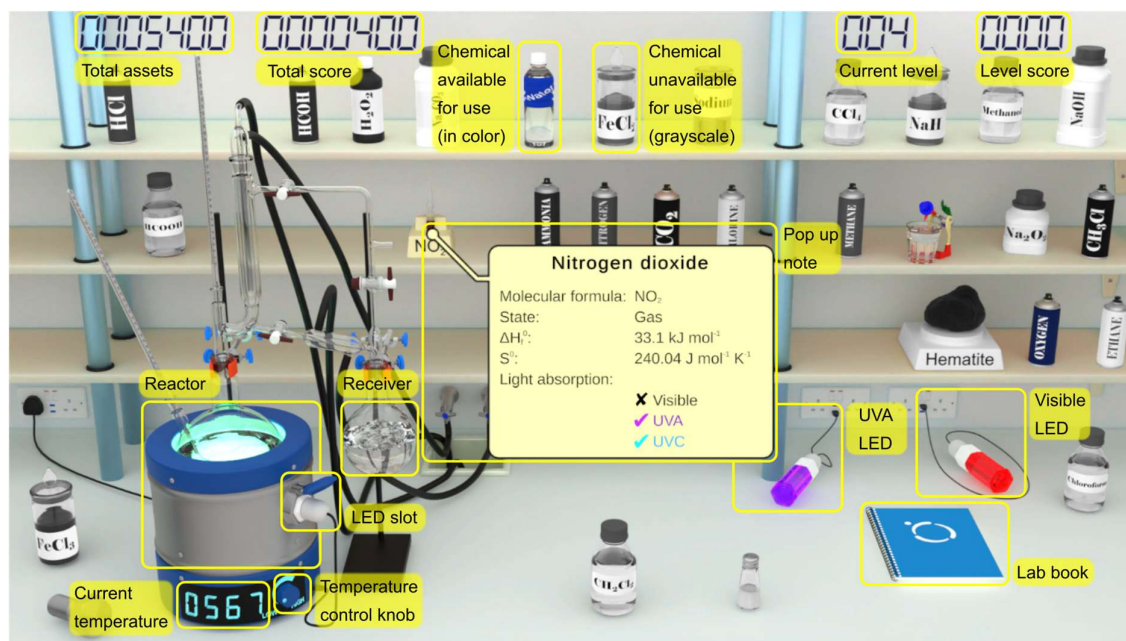 0005400
0000400
004
0000
Total assets
Total score
Chemical
available
for use
(in color)
Chemical
unavailable
for use
(grayscale)
Current level
Level score
HCl
HCOH
H₂O₂
FeCl₂
CCl₄
NaH
Methanol
NaOH
NO₂
CO₂
METHANE
Na₂O₂
CH₃Cl
Pop up
note
Nitrogen dioxide
Molecular formula: NO₂
State: Gas
ΔHf⁰: 33.1 kJ mol⁻¹
S⁰: 240.04 J mol⁻¹ K⁻¹
Light absorption:
✘ Visible
✔ UVA
✔ UVC
Hematite
OXYGEN
ETHANE
Reactor
Receiver
UVA
LED
Visible
LED
Chloroform
LED slot
FeCl₃
CH₂Cl₂
Lab book
Current
temperature
0567
Temperature
control knob